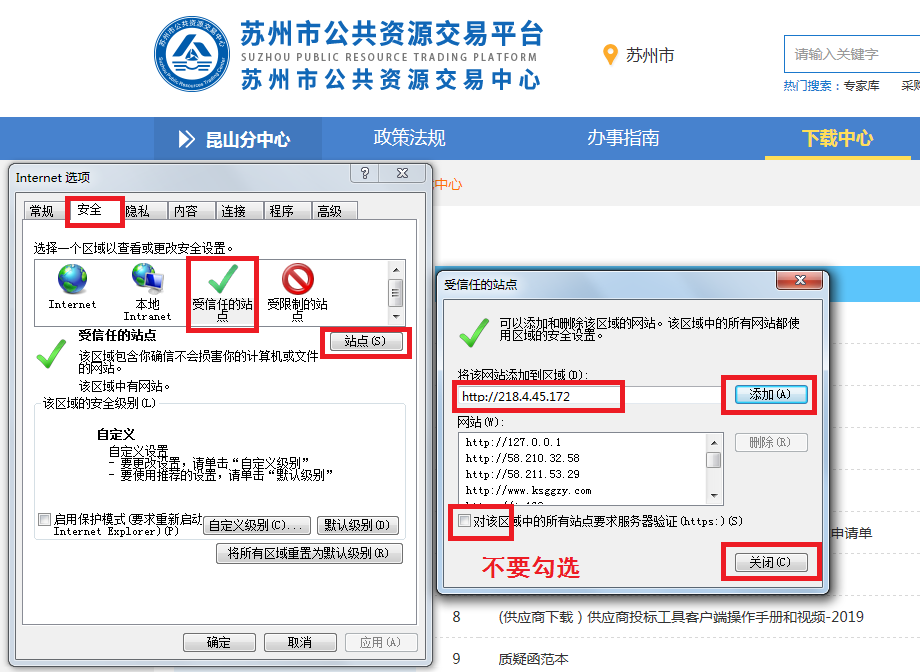 苏州市公共资源交易平台
SUZHOU PUBLIC RESOURCE TRADING PLATFORM
苏州市公共资源交易中心
苏州市
请输入关键字
热门搜索：专家库
昆山分中心
政策法规
办事指南
下载中心
中心
Internet 选项
常规
安全
隐私
内容
连接
程序
高级
选择一个区域以查看或更改安全设置。
Internet
本地
Intranet
受信任的站
点
受限制的站
点
受信任的站点
该区域包含你确信不会损害你的计算机或文件
的网站。
该区域中有网站。
站点(S)
该区域的安全级别(L)
自定义
自定义设置
- 要更改设置，请单击“自定义级别”
- 要使用推荐的设置，请单击“默认级别”
启用保护模式(要求重新启动
Internet Explorer)(P)
自定义级别(C)...
默认级别(D)
将所有区域重置为默认级别(R)
确定
取消
应用(A)
受信任的站点
可以添加和删除该区域的网站。该区域中的所有网站都使
用区域的安全设置。
将该网站添加到区域(D):
http://218.4.45.172
添加(A)
网站(W):
http://127.0.0.1
http://58.210.32.58
http://58.211.53.29
http://www.ksggzy.com
删除(R)
对该区域中的所有站点要求服务器验证(https:)(S)
不要勾选
关闭(C)
申请单
8 (供应商下载）供应商投标工具客户端操作手册和视频-2019
9 质疑函范本